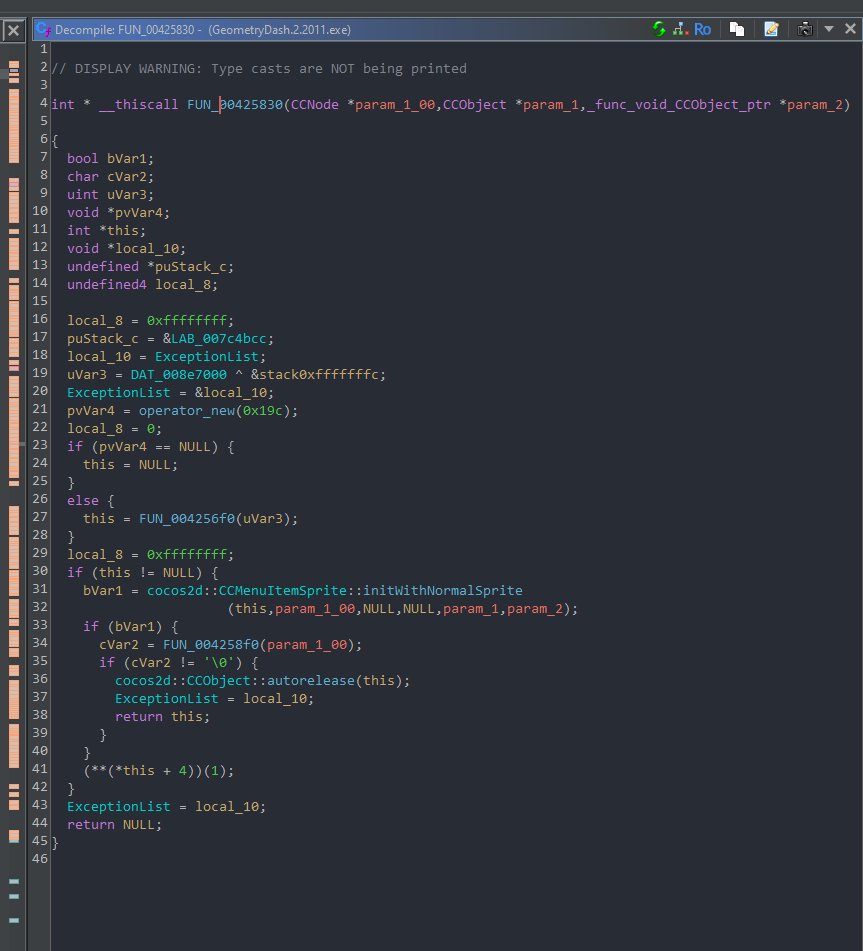 Decompile: FUN_00425830 - (GeometryDash.2.2011.exe)
Ro
1
2 // DISPLAY WARNING: Type casts are NOT being printed
3
4 int * __thiscall FUN_00425830(CCNode *param_1_00,CCObject *param_1,_func_void_CCObject_ptr *param_2)
5
6 {
7   bool bVar1;
8   char cVar2;
9   uint uVar3;
10   void *pvVar4;
11   int *this;
12   void *local_10;
13   undefined *puStack_c;
14   undefined4 local_8;
15
16   local_8 = 0xffffffff;
17   puStack_c = &LAB_007c4bcc;
18   local_10 = ExceptionList;
19   uVar3 = DAT_008e7000 ^ &stack0xfffffffc;
20   ExceptionList = &local_10;
21   pvVar4 = operator_new(0x19c);
22   local_8 = 0;
23   if (pvVar4 == NULL) {
24     this = NULL;
25   }
26   else {
27     this = FUN_004256f0(uVar3);
28   }
29   local_8 = 0xffffffff;
30   if (this != NULL) {
31     bVar1 = cocos2d::CCMenuItemSprite::initWithNormalSprite
32                       (this,param_1_00,NULL,NULL,param_1,param_2);
33     if (bVar1) {
34       cVar2 = FUN_004258f0(param_1_00);
35       if (cVar2 != '\0') {
36         cocos2d::CCObject::autorelease(this);
37         ExceptionList = local_10;
38         return this;
39       }
40     }
41     (**(*this + 4))(1);
42   }
43   ExceptionList = local_10;
44   return NULL;
45 }
46